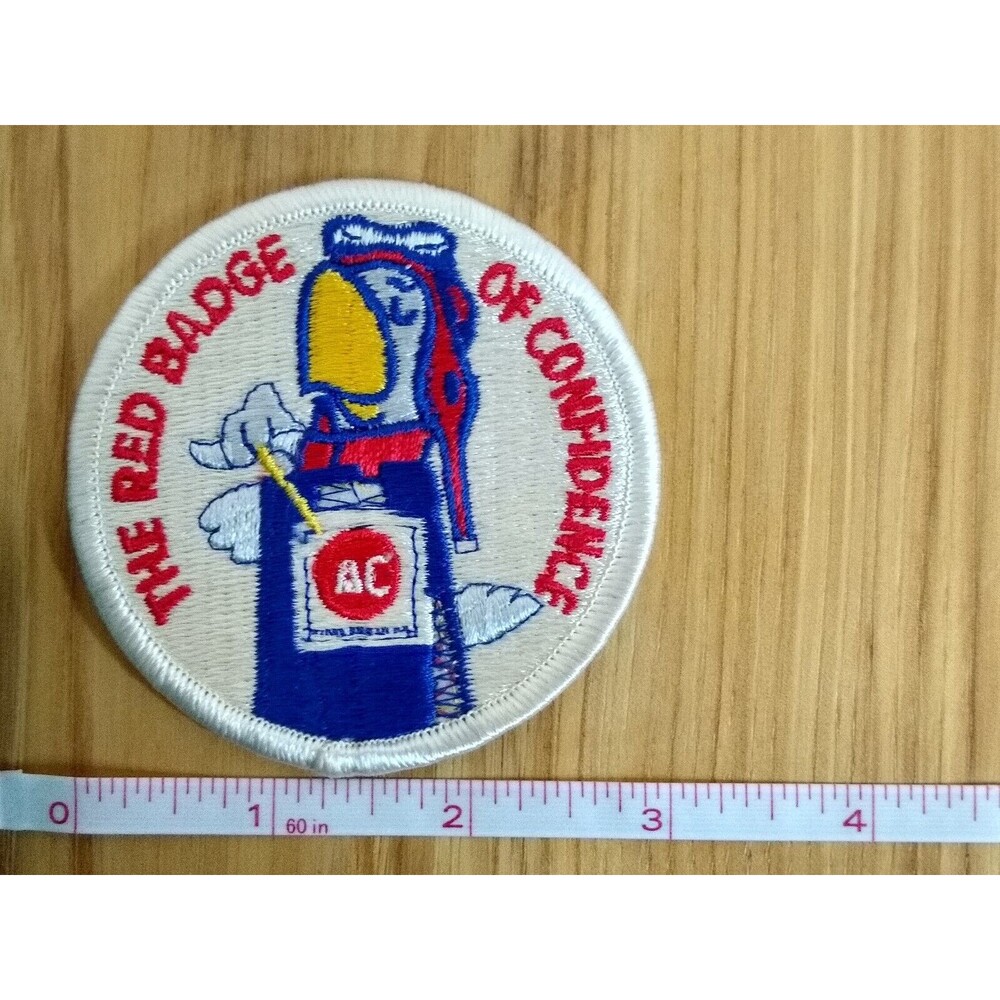 THE RED BADGE OF CONFIDENCE
AC
0 1 60 in 2 3 4